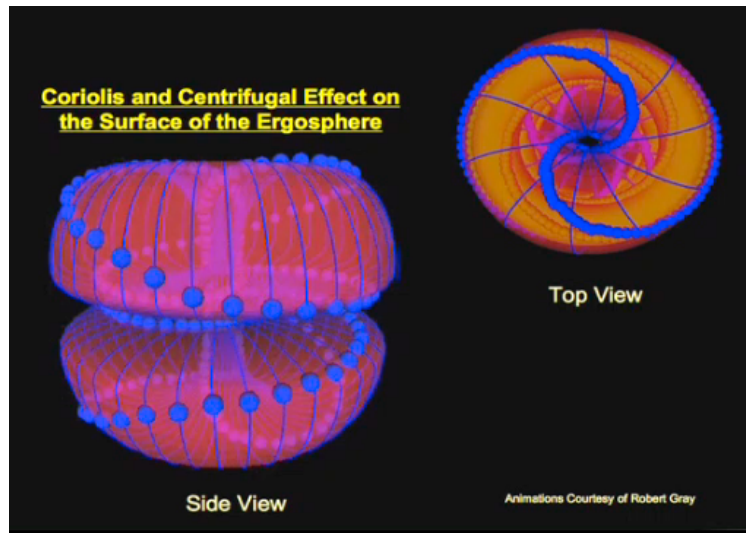 Coriolis and Centrifugal Effect on
the Surface of the Ergosphere
Top View
Side View
Animations Courtesy of Robert Gray